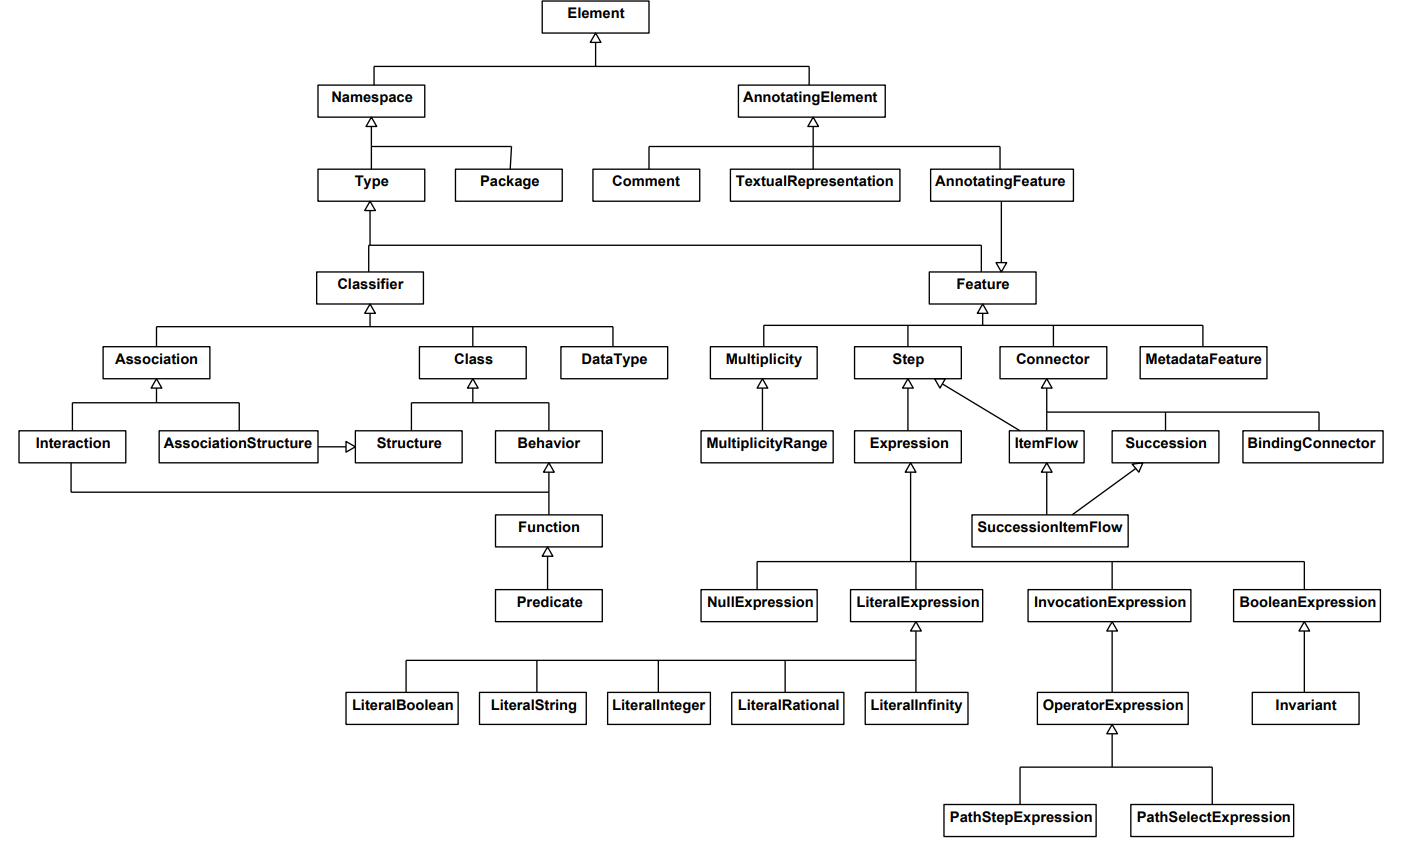 Element
Namespace
AnnotatingElement
Type
Package
Comment
TextualRepresentation
AnnotatingFeature
Classifier
Feature
Association
Class
DataType
Multiplicity
Step
Connector
MetadataFeature
Interaction
AssociationStructure
Structure
Behavior
MultiplicityRange
Expression
ItemFlow
Succession
BindingConnector
Function
SuccessionItemFlow
Predicate
NullExpression
LiteralExpression
InvocationExpression
BooleanExpression
LiteralBoolean
LiteralString
LiteralInteger
LiteralRational
LiteralInfinity
OperatorExpression
Invariant
PathStepExpression
PathSelectExpression